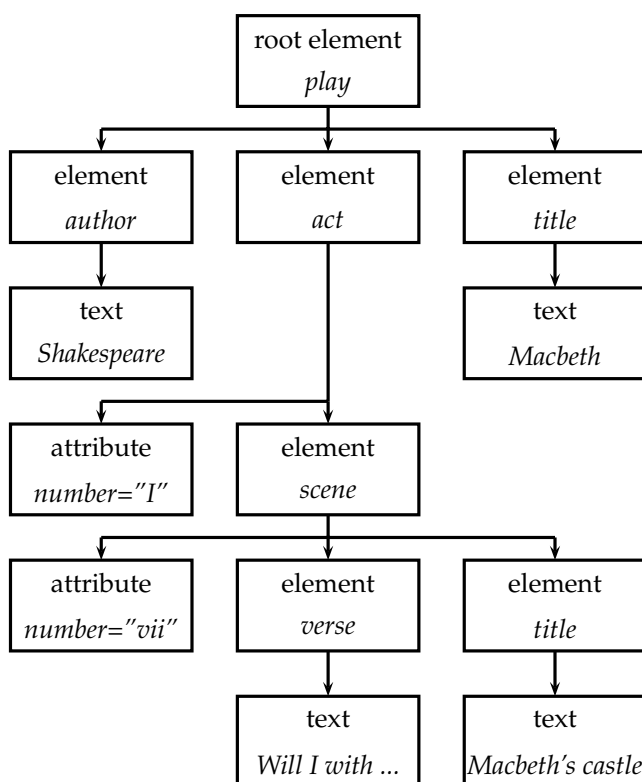 root element
play
element
author
element
act
element
title
text
Shakespeare
text
Macbeth
attribute
number="I"
element
scene
attribute
number="vii"
element
verse
element
title
text
Will I with ...
text
Macbeth's castle